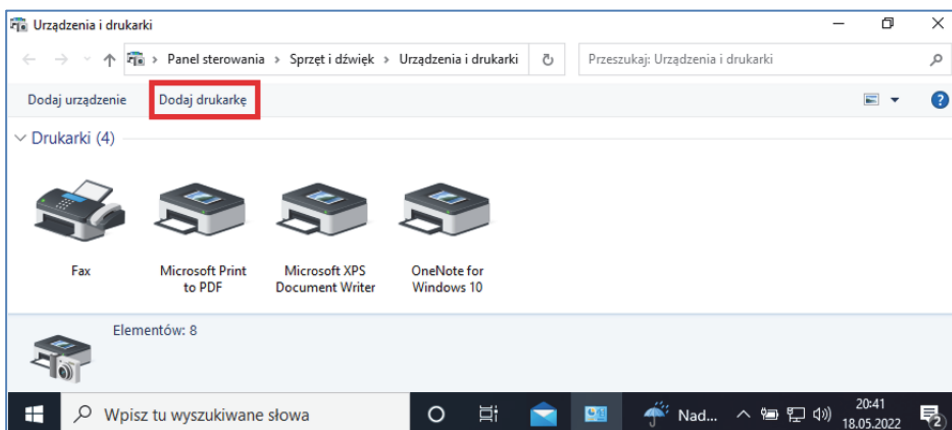 Urządzenia i drukarki
Panel sterowania > Sprzęt i dźwięk > Urządzenia i drukarki
Przeszukaj: Urządzenia i drukarki
Dodaj urządzenie Dodaj drukarkę
Drukarki (4)
Fax
Microsoft Print
to PDF
Microsoft XPS
Document Writer
OneNote for
Windows 10
Elementów: 8
Wpisz tu wyszukiwane słowa
Nad...
20:41
18.05.2022
2